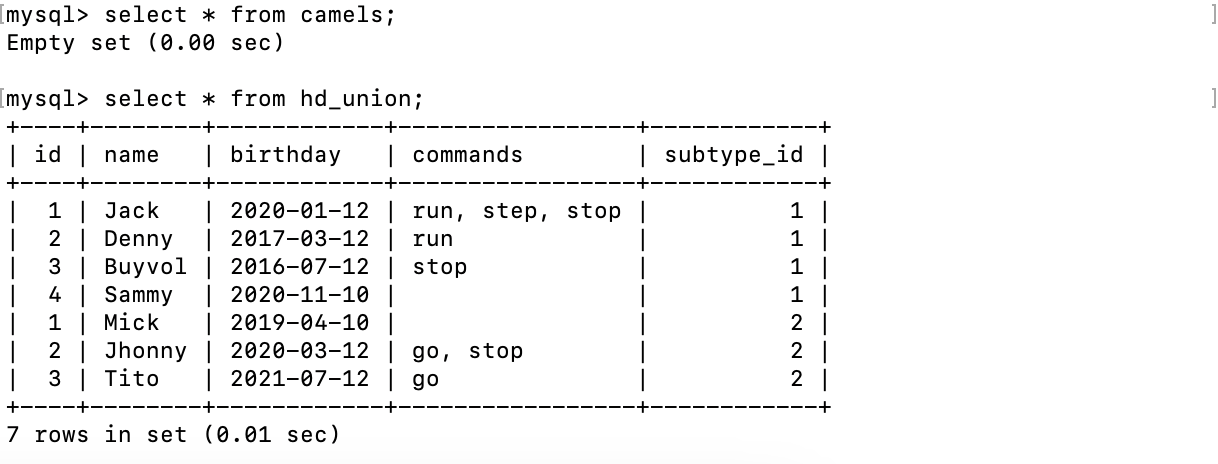 [mysql> select * from camels; ]
Empty set (0.00 sec)
[mysql> select * from hd_union; ]
+----+--------+------------+-----------------+------------+
| id | name   | birthday   | commands        | subtype_id |
+----+--------+------------+-----------------+------------+
|  1 | Jack   | 2020-01-12 | run, step, stop |          1 |
|  2 | Denny  | 2017-03-12 | run             |          1 |
|  3 | Buyvol | 2016-07-12 | stop            |          1 |
|  4 | Sammy  | 2020-11-10 |                 |          1 |
|  1 | Mick   | 2019-04-10 |                 |          2 |
|  2 | Jhonny | 2020-03-12 | go, stop        |          2 |
|  3 | Tito   | 2021-07-12 | go              |          2 |
+----+--------+------------+-----------------+------------+
7 rows in set (0.01 sec)